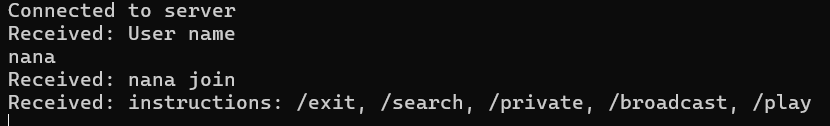 Connected to server
Received: User name
nana
Received: nana join
Received: instructions: /exit, /search, /private, /broadcast, /play